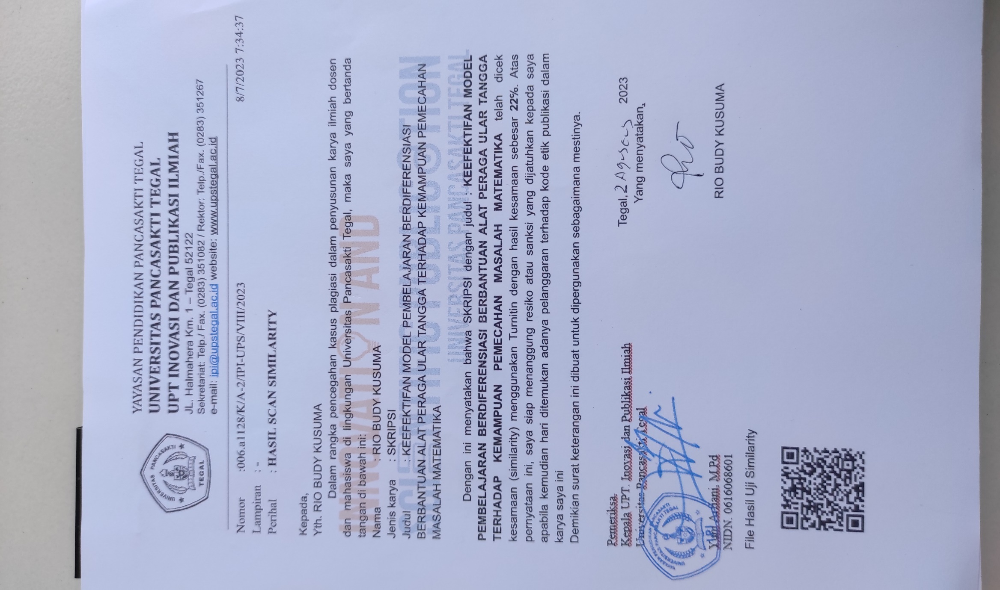 UNIVERSITAS PANCASAKTI
TEGAL
YAYASAN PENDIDIKAN PANCASAKTI TEGAL
UNIVERSITAS PANCASAKTI TEGAL
UPT INOVASI DAN PUBLIKASI ILMIAH
JL. Halmahera Km. 1 – Tegal 52122
Sekretariat: Telp./ Fax. (0283) 351082 / Rektor: Telp./Fax. (0283) 351267
e-mail: ipi@upstegal.ac.id website: www.upstegal.ac.id
8/7/2023 7:34:37
Nomor :006.a1128/K/A-2/IPI-UPS/VIII/2023
Lampiran : -
Perihal : HASIL SCAN SIMILARITY
Kepada,
Yth. RIO BUDY KUSUMA
Dalam rangka pencegahan kasus plagiasi dalam penyusunan karya ilmiah dosen
dan mahasiswa di lingkungan Universitas Pancasakti Tegal, maka saya yang bertanda
tangan di bawah ini:
Nama : RIO BUDY KUSUMA
Jenis karya : SKRIPSI
Judul : KEEFEKTIFAN MODEL PEMBELAJARAN BERDIFERENSIASI
BERBANTUAN ALAT PERAGA ULAR TANGGA TERHADAP KEMAMPUAN PEMECAHAN
MASALAH MATEMATIKA
INNOVATION AND
SCIENTIFIC PUBLIC@TION
UNIVERSITAS PANCASAKTI TEGAL
Dengan ini menyatakan bahwa SKRIPSI dengan judul : KEEFEKTIFAN MODEL
PEMBELAJARAN BERDIFERENSIASI BERBANTUAN ALAT PERAGA ULAR TANGGA
TERHADAP KEMAMPUAN PEMECAHAN MASALAH MATEMATIKA telah dicek
kesamaan (similarity) menggunakan Turnitin dengan hasil kesamaan sebesar 22%. Atas
pernyataan ini, saya siap menanggung resiko atau sanksi yang dijatuhkan kepada saya
apabila kemudian hari ditemukan adanya pelanggaran terhadap kode etik publikasi dalam
karya saya ini
Demikian surat keterangan ini dibuat untuk dipergunakan sebagaimana mestinya.
Tegal, 2 Agustus 2023
Yang menyatakan,
RIO BUDY KUSUMA
Pemeriksa
Kepala UPT. Inovasi dan Publikasi Ilmiah
Universitas Pancasakti Tegal
M.Pd
NIDN. 0616068601
File Hasil Uji Similarity